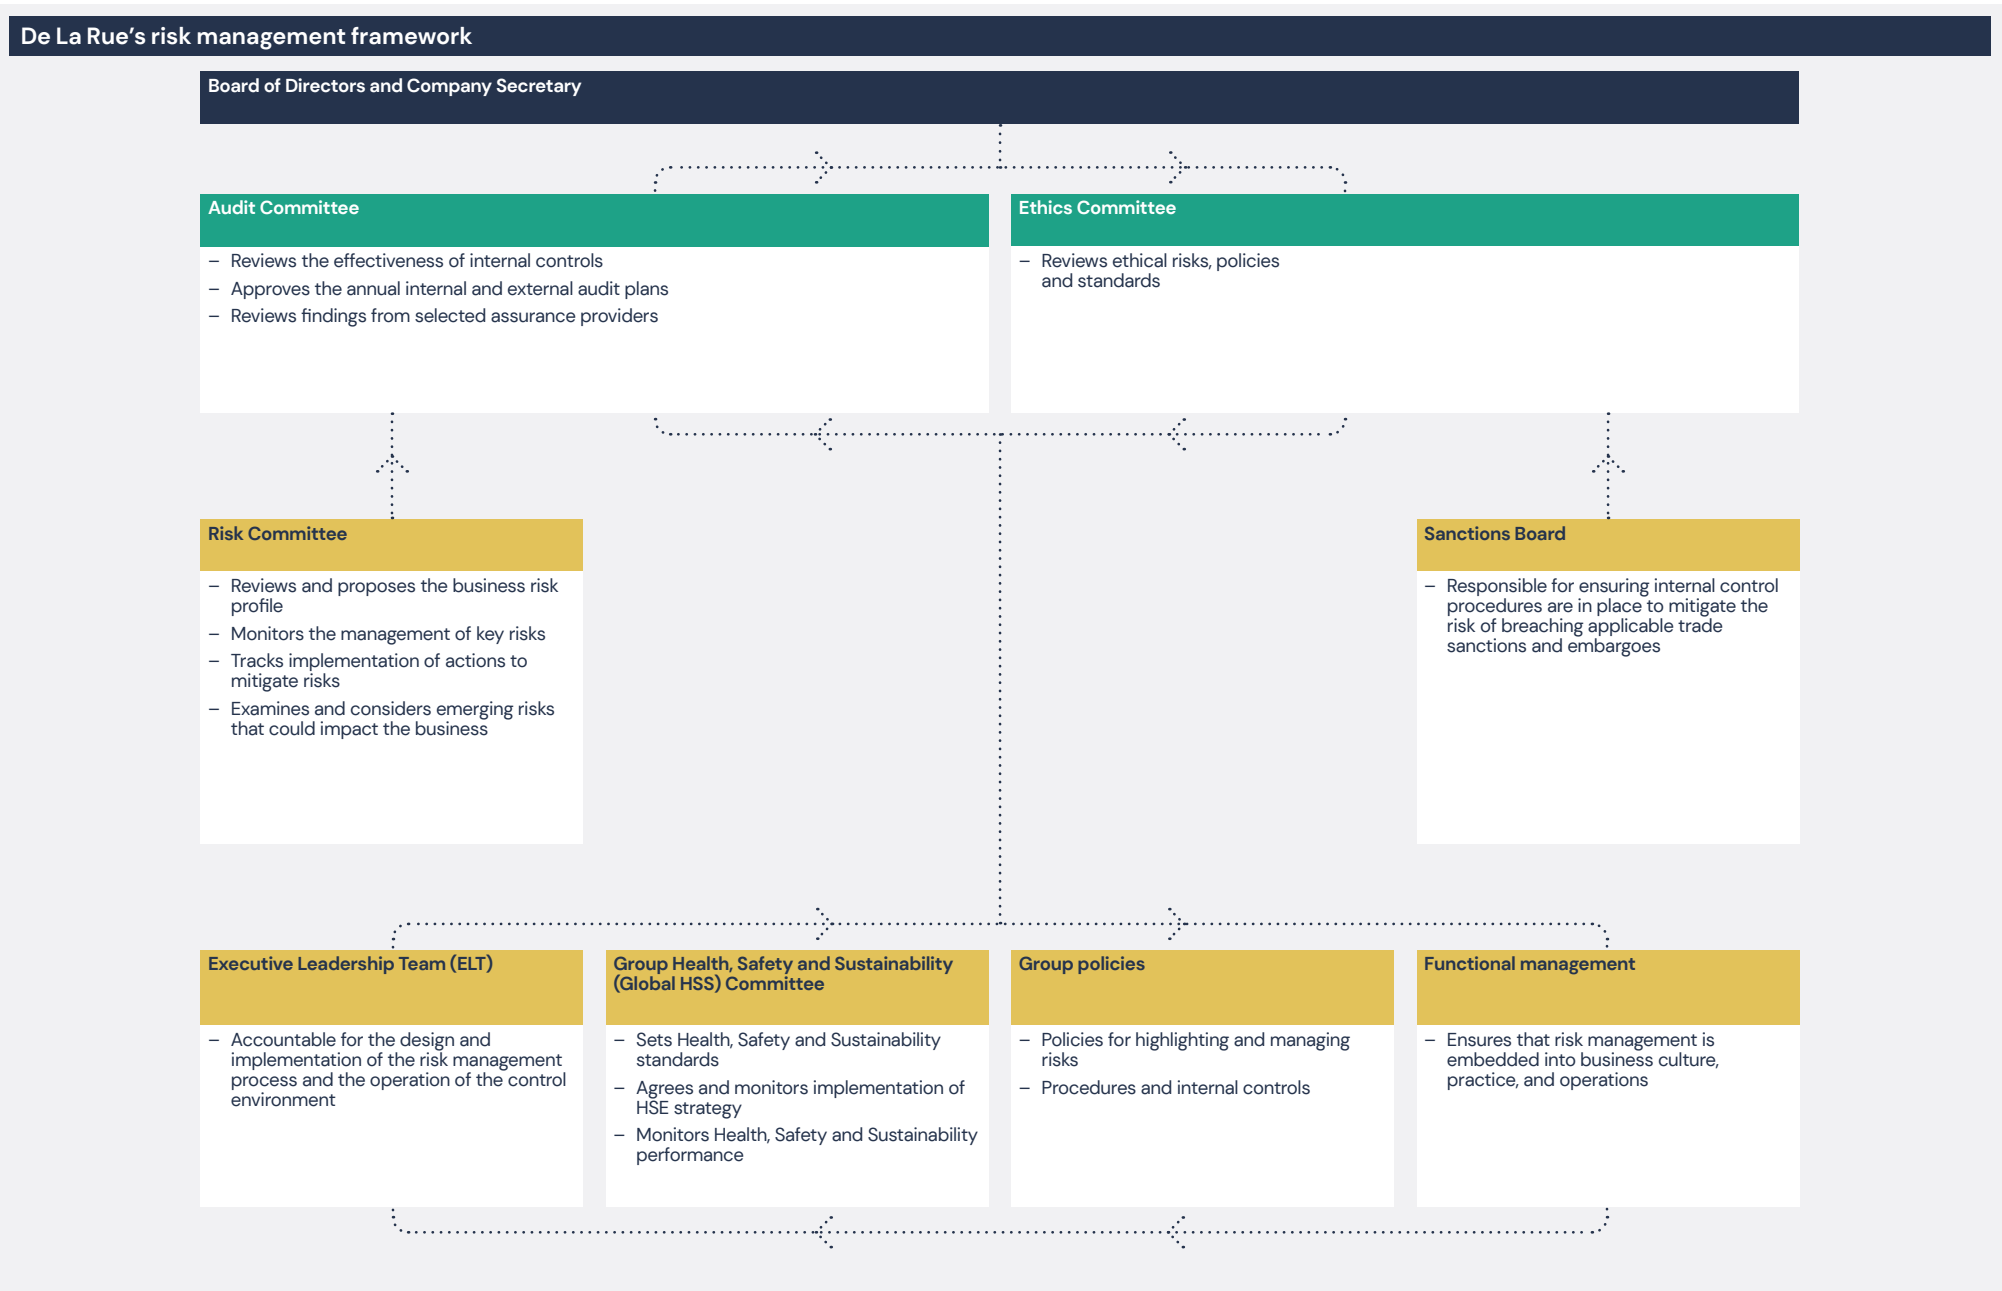 De La Rue's risk management framework
Board of Directors and Company Secretary
Audit Committee
– Reviews the effectiveness of internal controls
– Approves the annual internal and external audit plans
– Reviews findings from selected assurance providers
Ethics Committee
– Reviews ethical risks, policies
and standards
Risk Committee
– Reviews and proposes the business risk
profile
– Monitors the management of key risks
– Tracks implementation of actions to
mitigate risks
– Examines and considers emerging risks
that could impact the business
Sanctions Board
– Responsible for ensuring internal control
procedures are in place to mitigate the
risk of breaching applicable trade
sanctions and embargoes
Executive Leadership Team (ELT)
– Accountable for the design and
implementation of the risk management
process and the operation of the control
environment
Group Health, Safety and Sustainability
(Global HSS) Committee
– Sets Health, Safety and Sustainability
standards
– Agrees and monitors implementation of
HSE strategy
– Monitors Health, Safety and Sustainability
performance
Group policies
– Policies for highlighting and managing
risks
– Procedures and internal controls
Functional management
– Ensures that risk management is
embedded into business culture,
practice, and operations